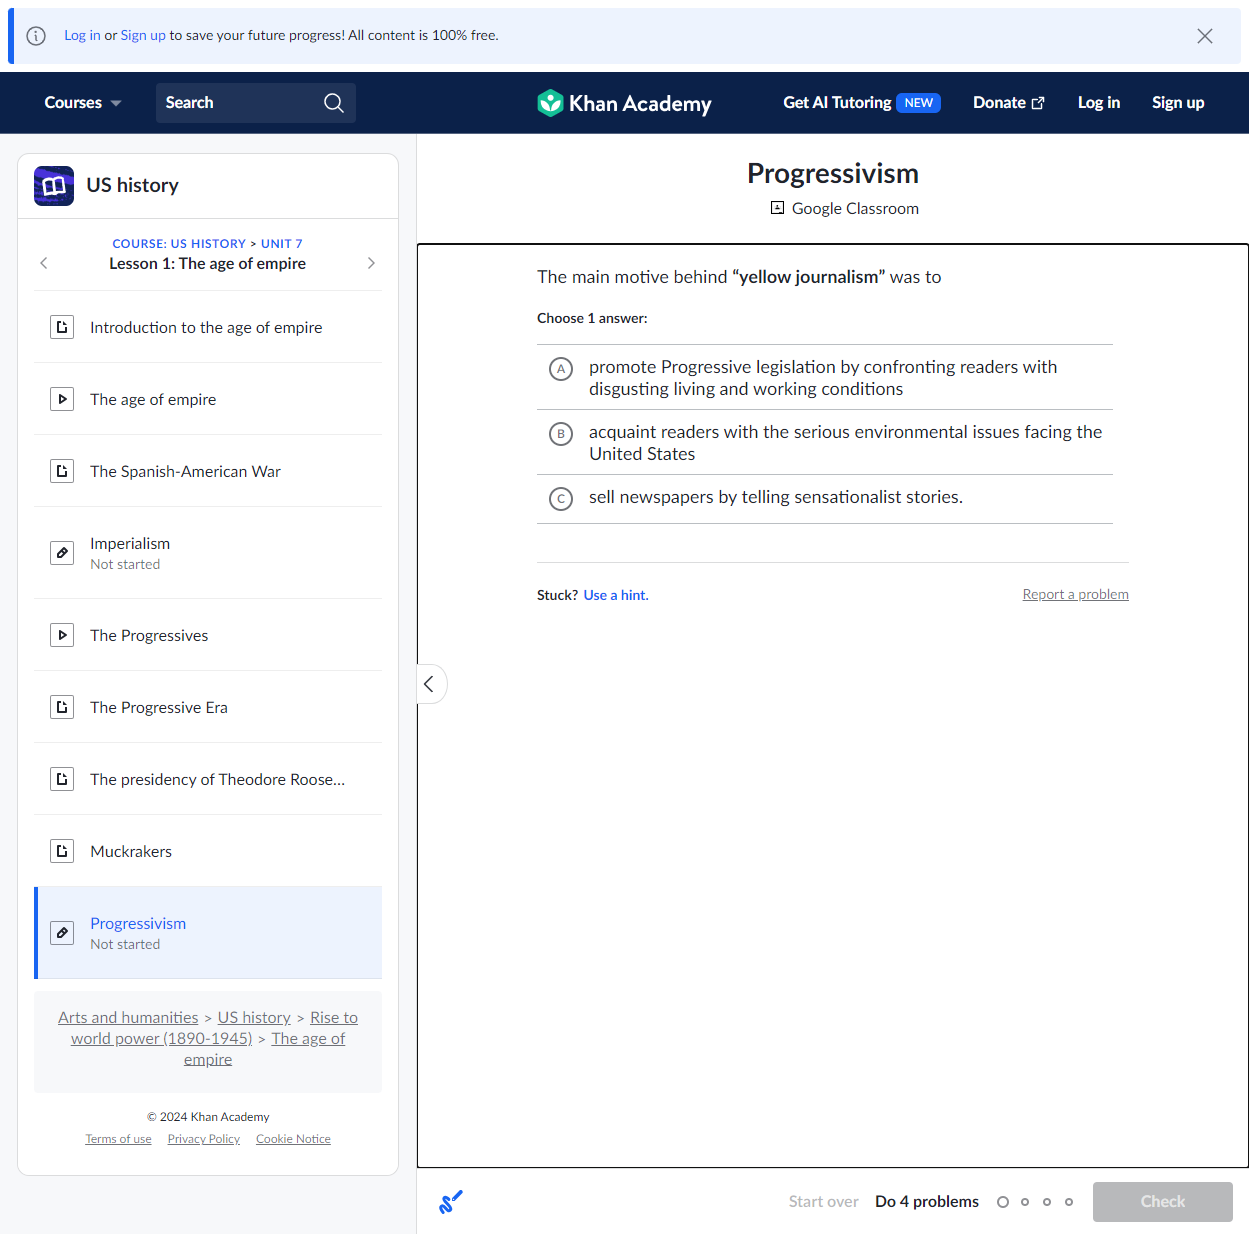 Log in or Sign up to save your future progress! All content is 100% free.
Courses
Search
Khan Academy
Get AI Tutoring NEW
Donate
Log in
Sign up
US history
COURSE: US HISTORY > UNIT 7
Lesson 1: The age of empire
Introduction to the age of empire
The age of empire
The Spanish-American War
Imperialism
Not started
The Progressives
The Progressive Era
The presidency of Theodore Roose...
Muckrakers
Progressivism
Not started
Arts and humanities > US history > Rise to
world power (1890-1945) > The age of
empire
© 2024 Khan Academy
Terms of use Privacy Policy Cookie Notice
Progressivism
Google Classroom
The main motive behind “yellow journalism” was to
Choose 1 answer:
A promote Progressive legislation by confronting readers with
disgusting living and working conditions
B acquaint readers with the serious environmental issues facing the
United States
C sell newspapers by telling sensationalist stories.
Stuck? Use a hint.
Report a problem
Start over
Do 4 problems
Check